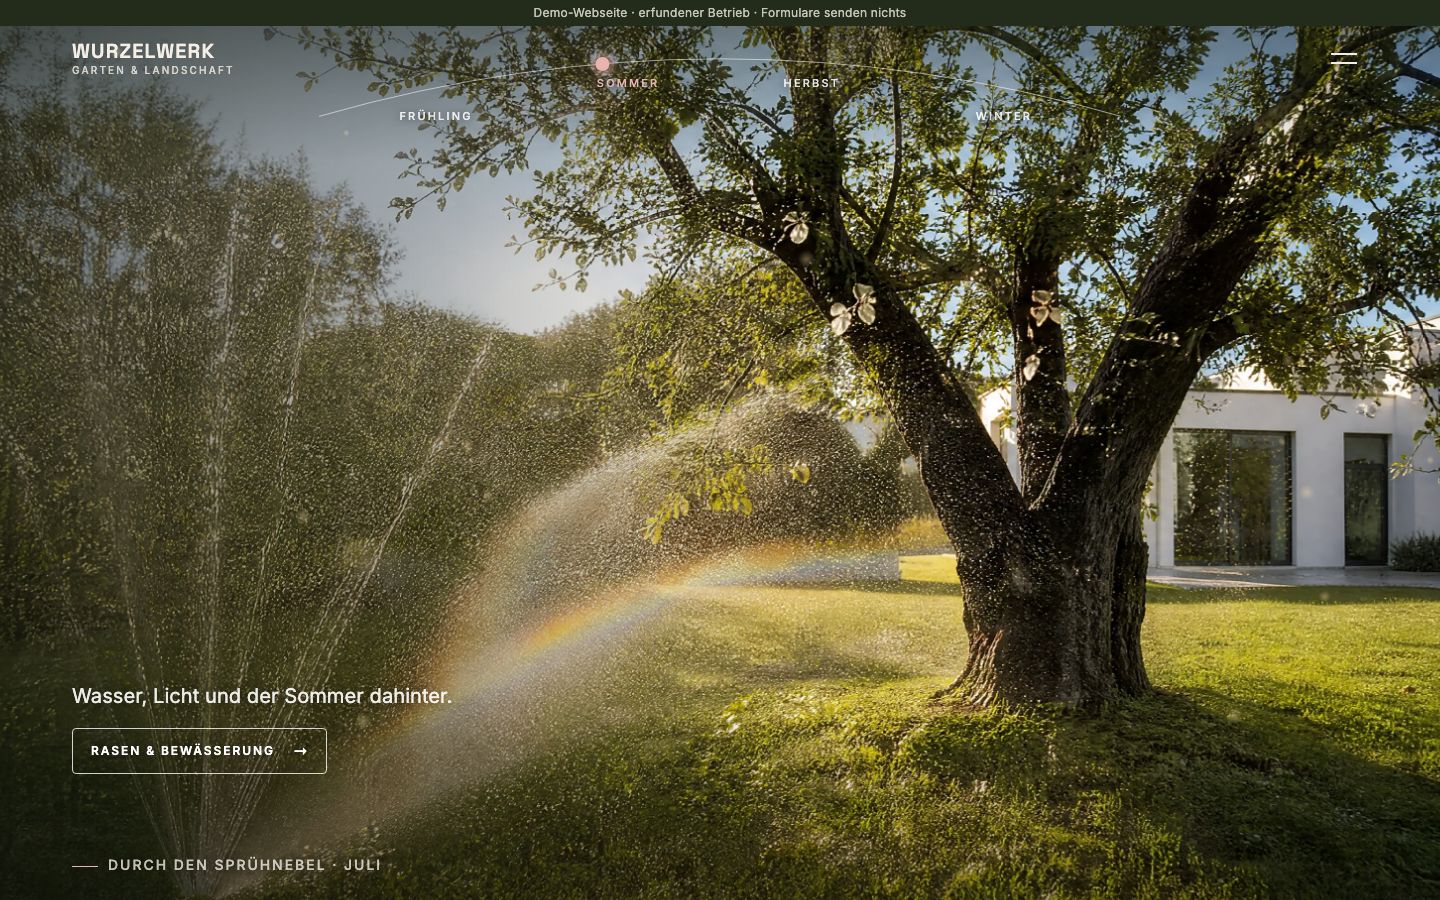 Demo-Webseite · erfundener Betrieb · Formulare senden nichts
WURZELWERK
GARTEN & LANDSCHAFT
FRÜHLING
SOMMER
HERBST
WINTER
Wasser, Licht und der Sommer dahinter.
RASEN & BEWÄSSERUNG →
DURCH DEN SPRÜHNEBEL · JULI